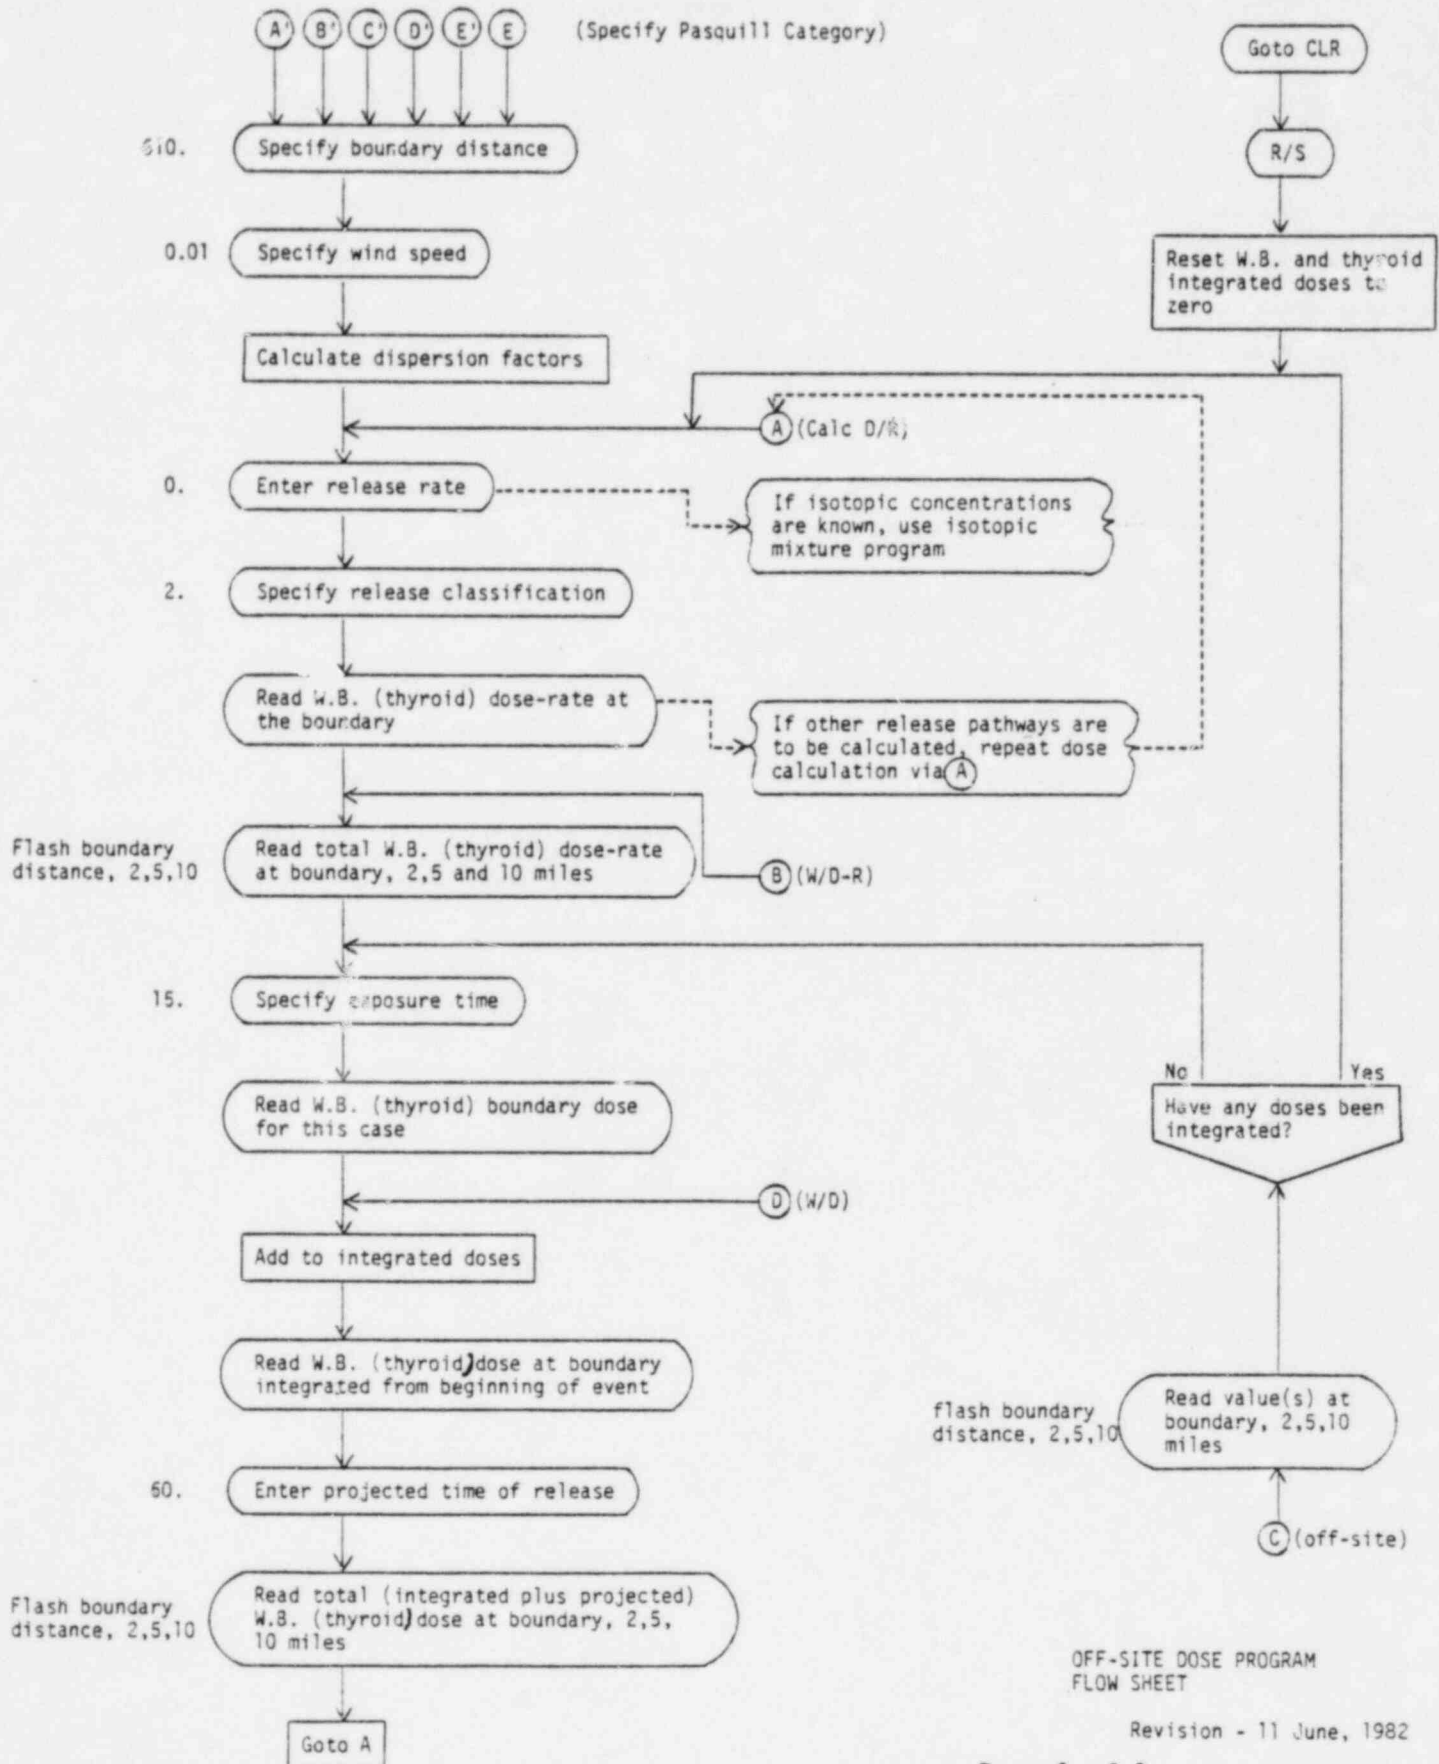 A' B' C' D' E' E (Specify Pasquill Category)
Goto CLR
R/S
Reset W.B. and thyroid
integrated doses to
zero
610. Specify boundary distance
0.01 Specify wind speed
Calculate dispersion factors
A (Calc D/R)
0. Enter release rate
If isotopic concentrations
are known, use isotopic
mixture program
2. Specify release classification
Read W.B. (thyroid) dose-rate at
the boundary
If other release pathways are
to be calculated, repeat dose
calculation via A
Flash boundary
distance, 2,5,10
Read total W.B. (thyroid) dose-rate
at boundary, 2,5 and 10 miles
B (W/D-R)
15. Specify exposure time
No Yes
Have any doses been
integrated?
Read W.B. (thyroid) boundary dose
for this case
D (W/D)
Add to integrated doses
Read W.B. (thyroid) dose at boundary
integrated from beginning of event
flash boundary
distance, 2,5,10
Read value(s) at
boundary, 2,5,10
miles
C (off-site)
60. Enter projected time of release
Flash boundary
distance, 2,5,10
Read total (integrated plus projected)
W.B. (thyroid) dose at boundary, 2,5,
10 miles
Goto A
OFF-SITE DOSE PROGRAM
FLOW SHEET
Revision - 11 June, 1982